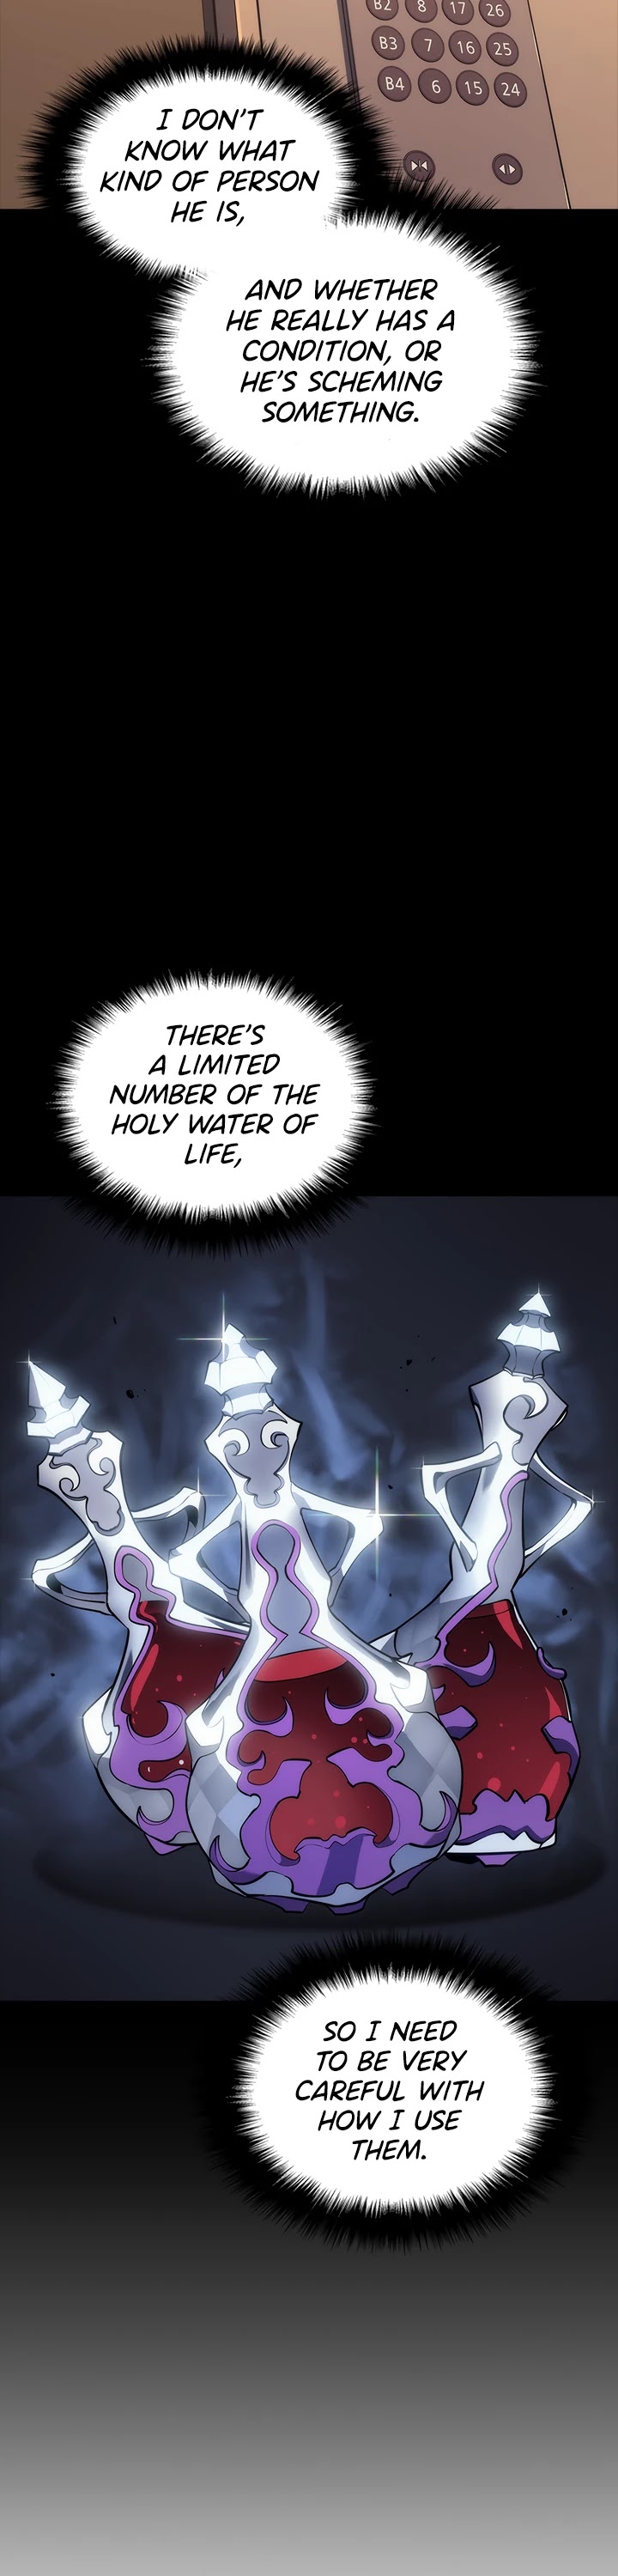 B2 8 17 26
B3 7 16 25
B4 6 15 24
I DON'T
KNOW WHAT
KIND OF PERSON
HE IS,
AND WHETHER
HE REALLY HAS A
CONDITION, OR
HE'S SCHEMING
SOMETHING.
THERE'S
A LIMITED
NUMBER OF THE
HOLY WATER OF
LIFE,
SO I NEED
TO BE VERY
CAREFUL WITH
HOW I USE
THEM.